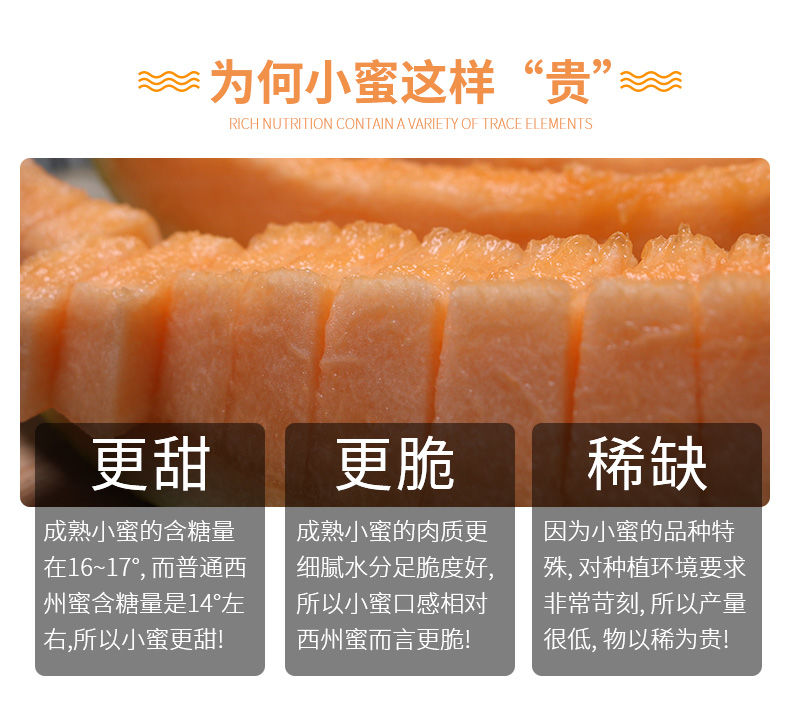 为何小蜜这样“贵”
RICH NUTRITION CONTAIN A VARIETY OF TRACE ELEMENTS
更甜
成熟小蜜的含糖量
在16~17°, 而普通西
州蜜含糖量是14°左
右,所以小蜜更甜!
更脆
成熟小蜜的肉质更
细腻水分足脆度好,
所以小蜜口感相对
西州蜜而言更脆!
稀缺
因为小蜜的品种特
殊, 对种植环境要求
非常苛刻, 所以产量
很低, 物以稀为贵!